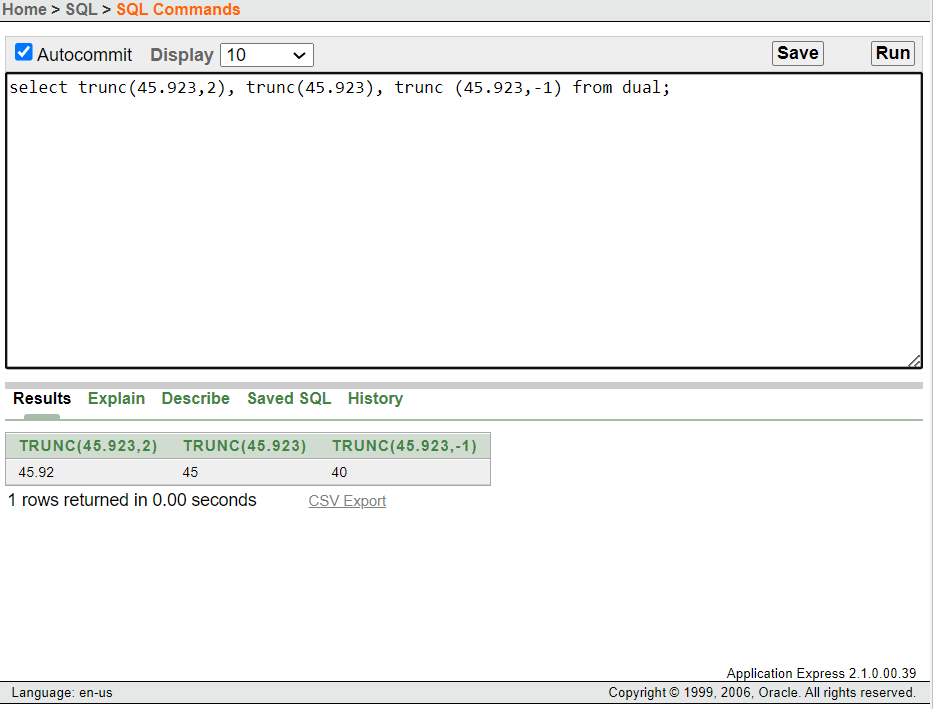 Home > SQL > SQL Commands
Autocommit Display 10 Save Run
select trunc(45.923,2), trunc(45.923), trunc (45.923,-1) from dual;
Results Explain Describe Saved SQL History
TRUNC(45.923,2) TRUNC(45.923) TRUNC(45.923,-1)
45.92 45 40
1 rows returned in 0.00 seconds CSV Export
Application Express 2.1.0.00.39
Language: en-us Copyright © 1999, 2006, Oracle. All rights reserved.